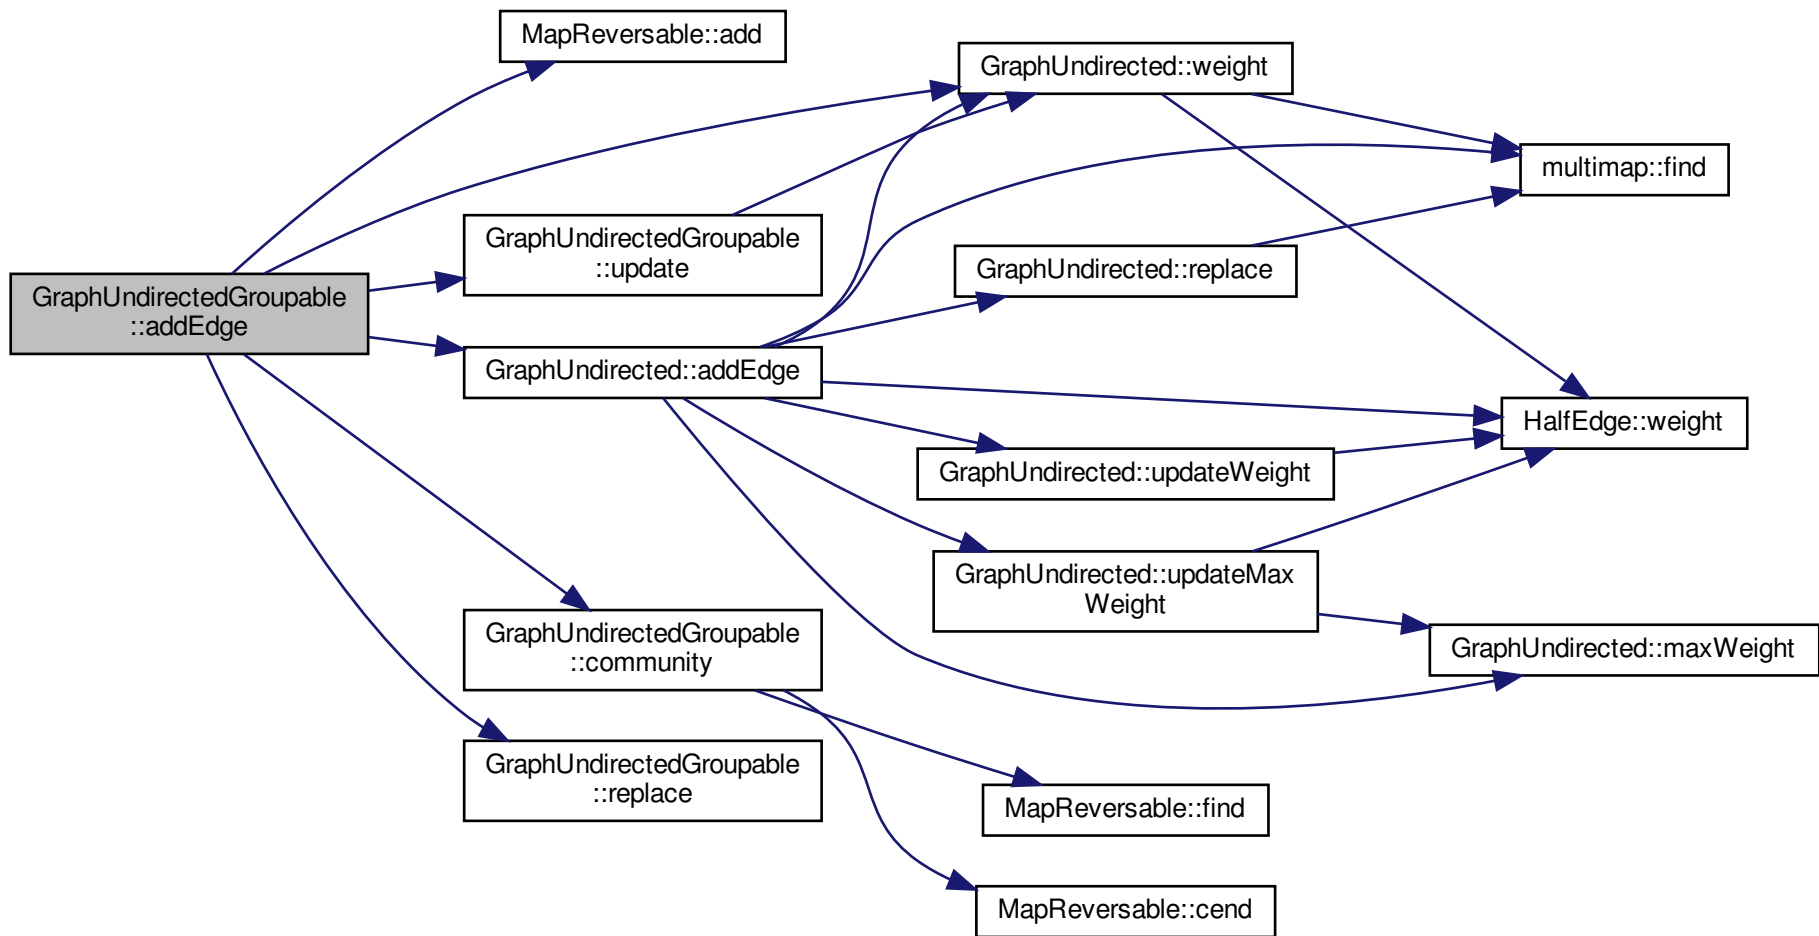 MapReversable::add
GraphUndirected::weight
multimap::find
GraphUndirectedGroupable
::update
GraphUndirected::replace
GraphUndirectedGroupable
::addEdge
GraphUndirected::addEdge
HalfEdge::weight
GraphUndirected::updateWeight
GraphUndirected::updateMax
Weight
GraphUndirectedGroupable
::community
GraphUndirected::maxWeight
GraphUndirectedGroupable
::replace
MapReversable::find
MapReversable::cend